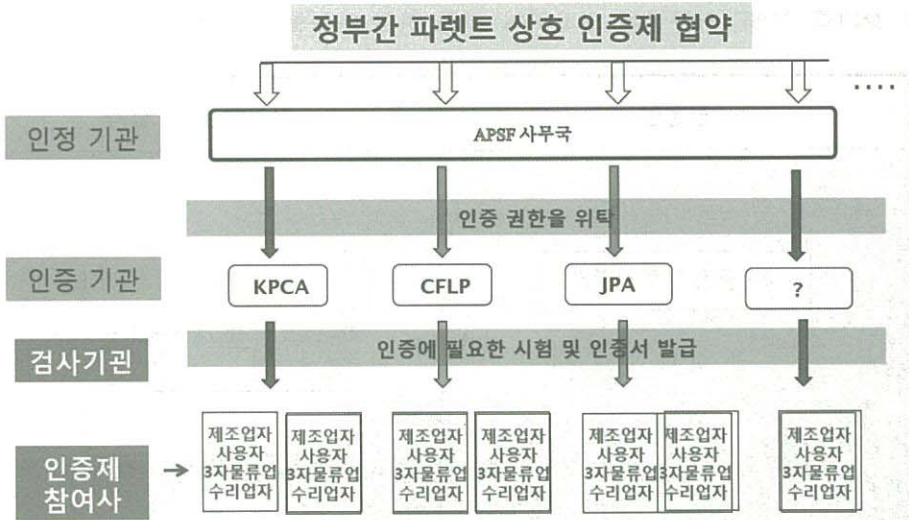 정부간 파렛트 상호 인증제 협약
....
인정 기관
APSF 사무국
인증 권한을 위탁
인증 기관
KPCA
CFLP
JPA
?
인증에 필요한 시험 및 인증서 발급
검사기관
인증제
참여사
제조업자
사용자
3자물류업
수리업자
제조업자
사용자
3자물류업
수리업자
제조업자
사용자
3자물류업
수리업자
제조업자
사용자
3자물류업
수리업자
제조업자
사용자
3자물류업
수리업자
제조업자
사용자
3자물류업
수리업자
제조업자
사용자
3자물류업
수리업자